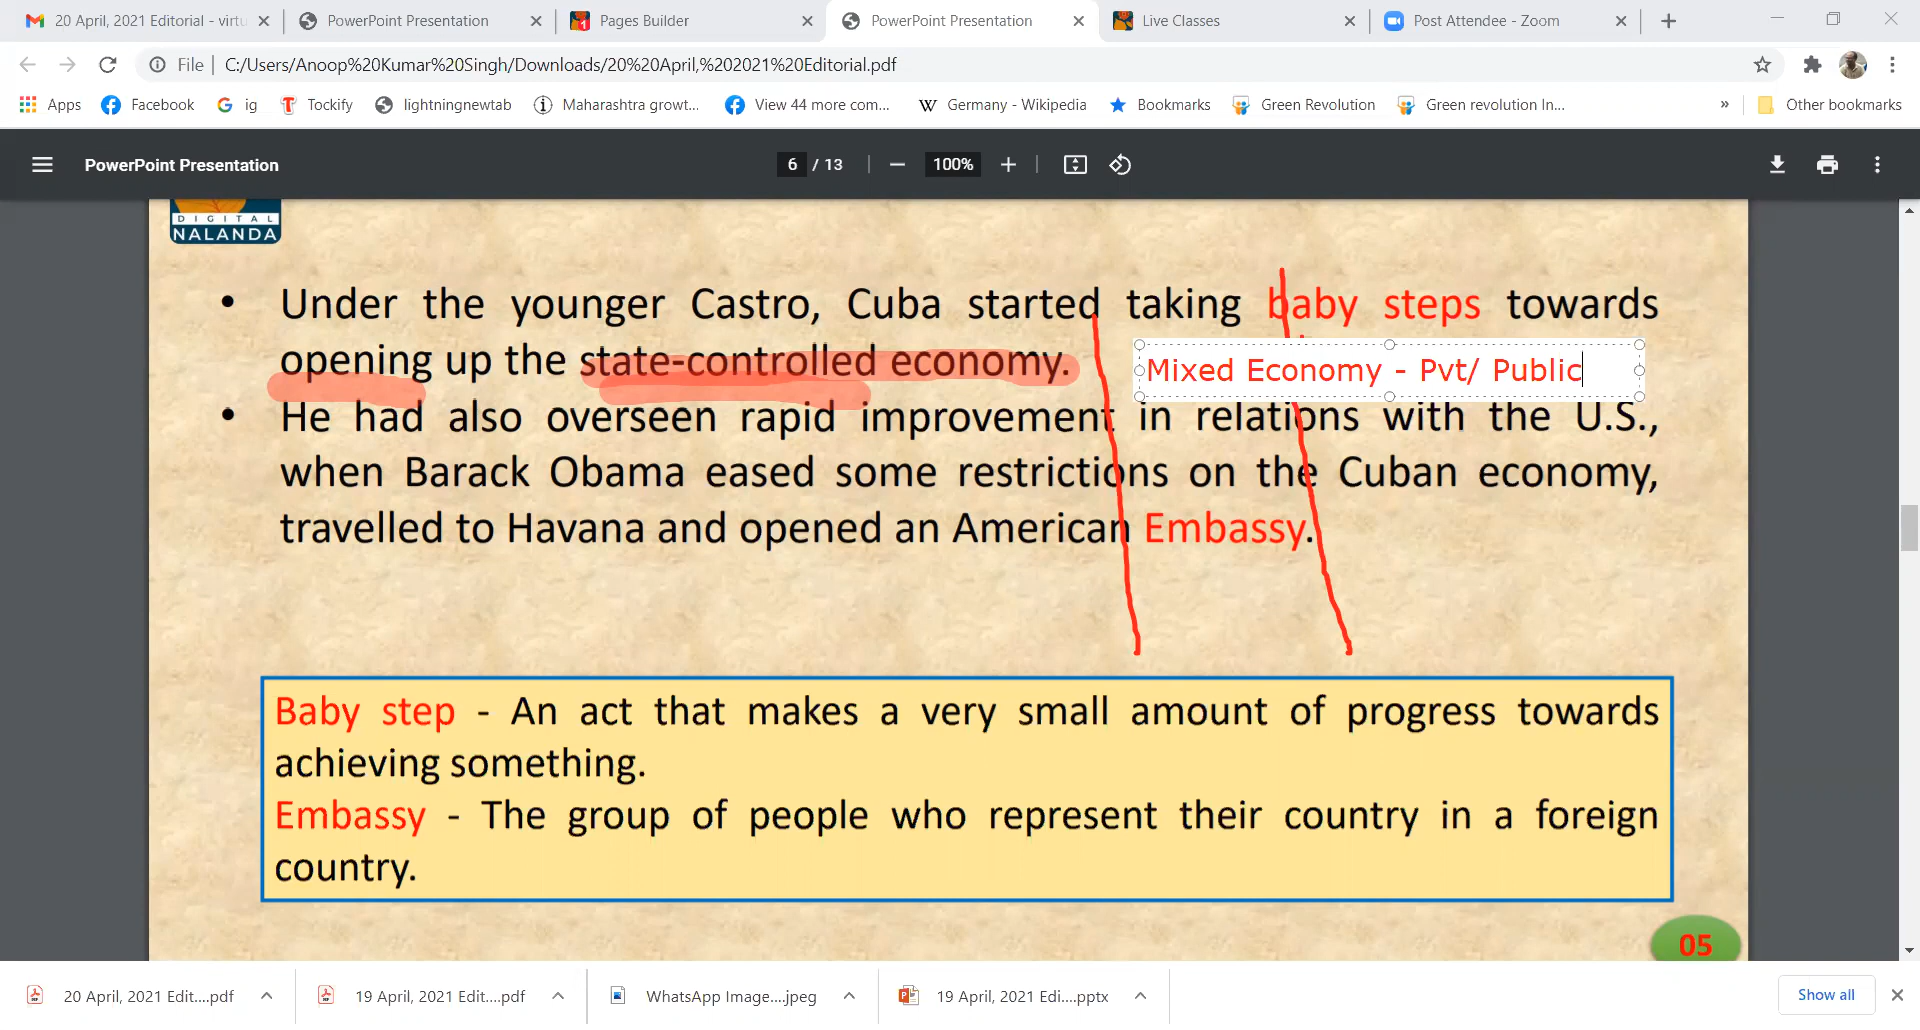 20 April, 2021 Editorial - virtu
PowerPoint Presentation
Pages Builder
PowerPoint Presentation
Live Classes
Post Attendee - Zoom
File
C:/Users/Anoop%20Kumar%20Singh/Downloads/20%20April,%202021%20Editorial.pdf
Apps
Facebook
ig
Tockify
lightningnewtab
Maharashtra growt...
View 44 more com...
Germany - Wikipedia
Bookmarks
Green Revolution
Green revolution In...
»
Other bookmarks
PowerPoint Presentation
6 / 13
100%
DIGITAL
NALANDA
• Under the younger Castro, Cuba started taking baby steps towards
opening up the state-controlled economy.
Mixed Economy - Pvt/ Public
• He had also overseen rapid improvement in relations with the U.S.,
when Barack Obama eased some restrictions on the Cuban economy,
travelled to Havana and opened an American Embassy.
Baby step - An act that makes a very small amount of progress towards
achieving something.
Embassy - The group of people who represent their country in a foreign
country.
05
20 April, 2021 Edit....pdf
19 April, 2021 Edit....pdf
WhatsApp Image....jpeg
19 April, 2021 Edi....pptx
Show all